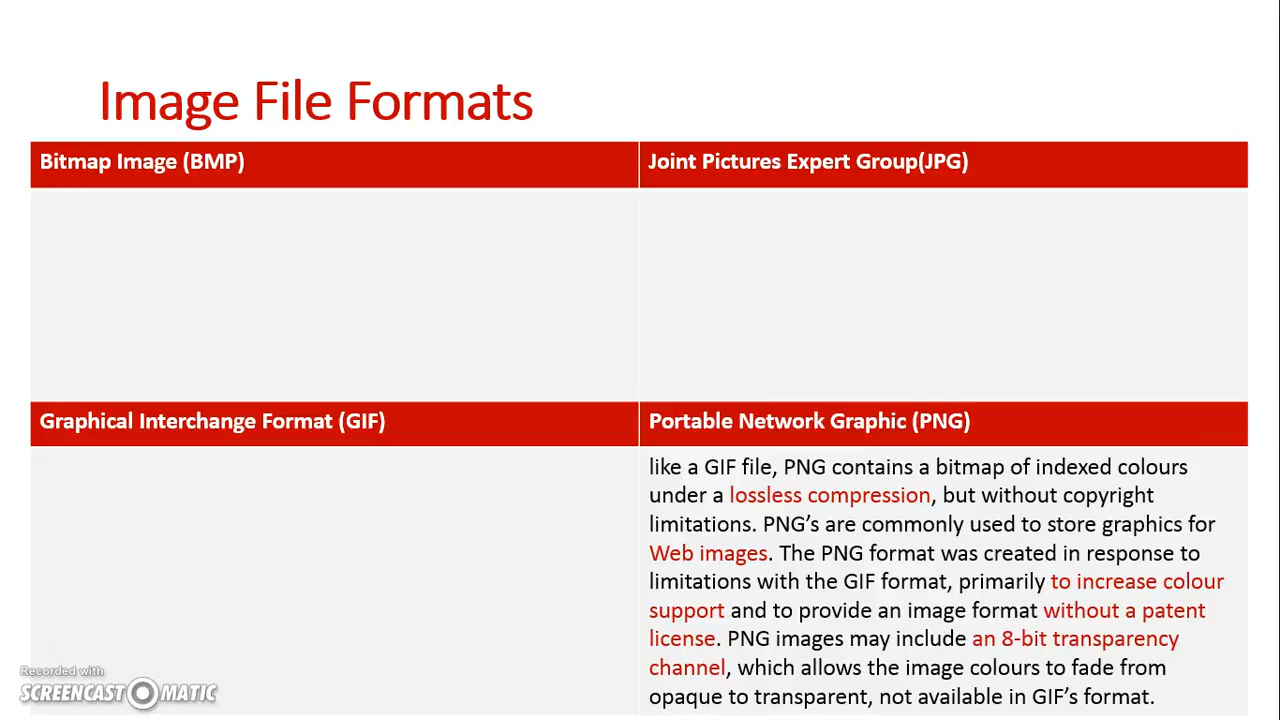 Image File Formats
Bitmap Image (BMP)
Joint Pictures Expert Group(JPG)
Graphical Interchange Format (GIF)
Portable Network Graphic (PNG)
like a GIF file, PNG contains a bitmap of indexed colours
under a lossless compression, but without copyright
limitations. PNG’s are commonly used to store graphics for
Web images. The PNG format was created in response to
limitations with the GIF format, primarily to increase colour
support and to provide an image format without a patent
license. PNG images may include an 8-bit transparency
channel, which allows the image colours to fade from
opaque to transparent, not available in GIF’s format.
Recorded with
SCREENCAST MATIC